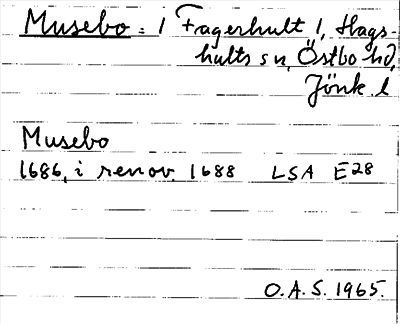 Musebo : 1 Fagerhult 1, Hags-
hults sn, Östbo hd,
Jönk. l
Musebo
1686, i renov. 1688 LSA E28
O.A.S. 1965.